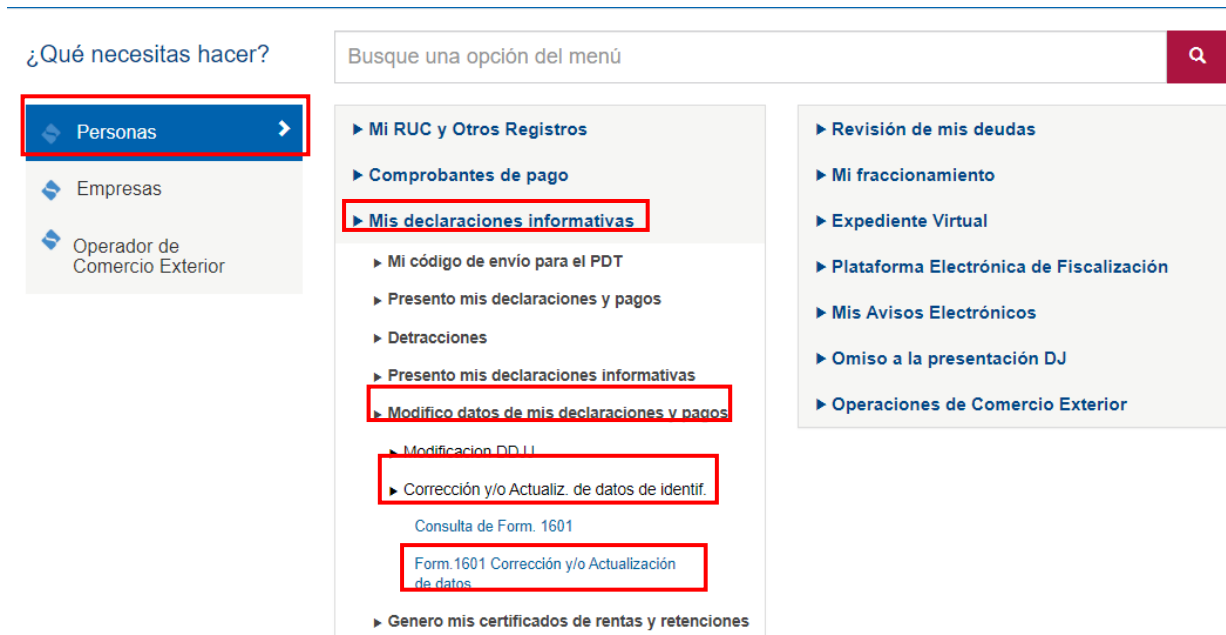 ¿Qué necesitas hacer?
Busque una opción del menú
Personas
Empresas
Operador de
Comercio Exterior
Mi RUC y Otros Registros
Comprobantes de pago
Mis declaraciones informativas
Mi código de envío para el PDT
Presento mis declaraciones y pagos
Detracciones
Presento mis declaraciones informativas
Modifico datos de mis declaraciones y pagos
Modificacion DD.JJ
Corrección y/o Actualiz. de datos de identif.
Consulta de Form. 1601
Form.1601 Corrección y/o Actualización
de datos
Genero mis certificados de rentas y retenciones
Revisión de mis deudas
Mi fraccionamiento
Expediente Virtual
Plataforma Electrónica de Fiscalización
Mis Avisos Electrónicos
Omiso a la presentación DJ
Operaciones de Comercio Exterior